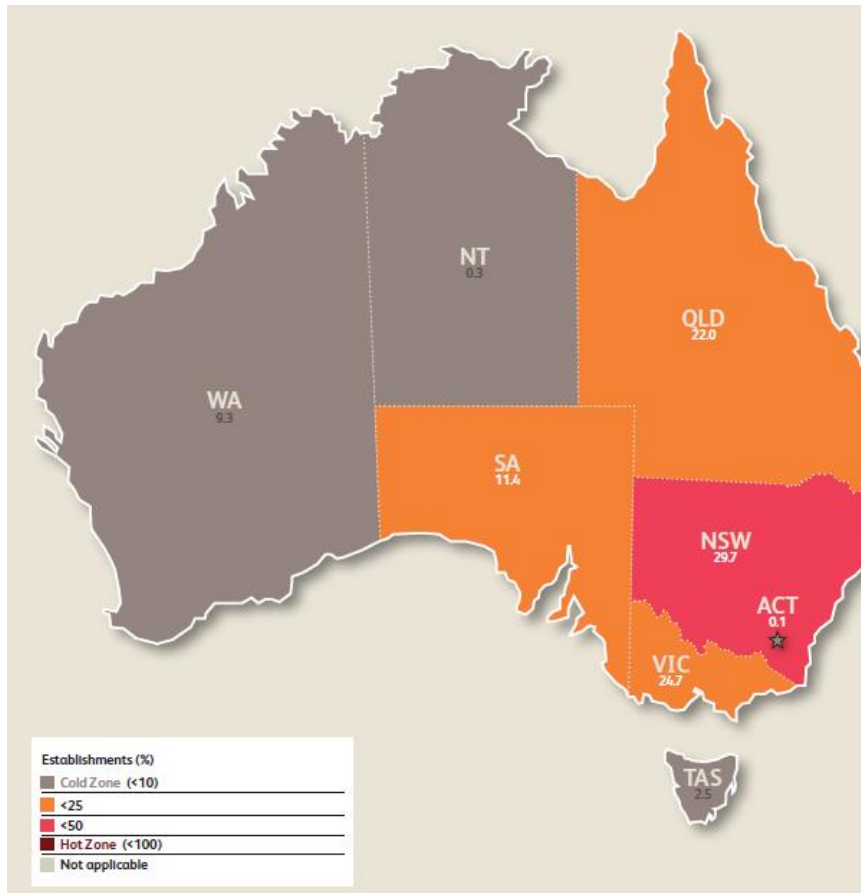 NT
0.3
QLD
22.0
WA
9.3
SA
11.4
NSW
29.7
ACT
0.1
VIC
24.7
TAS
2.5
Establishments (%)
Cold Zone (<10)
<25
<50
Hot Zone (<100)
Not applicable